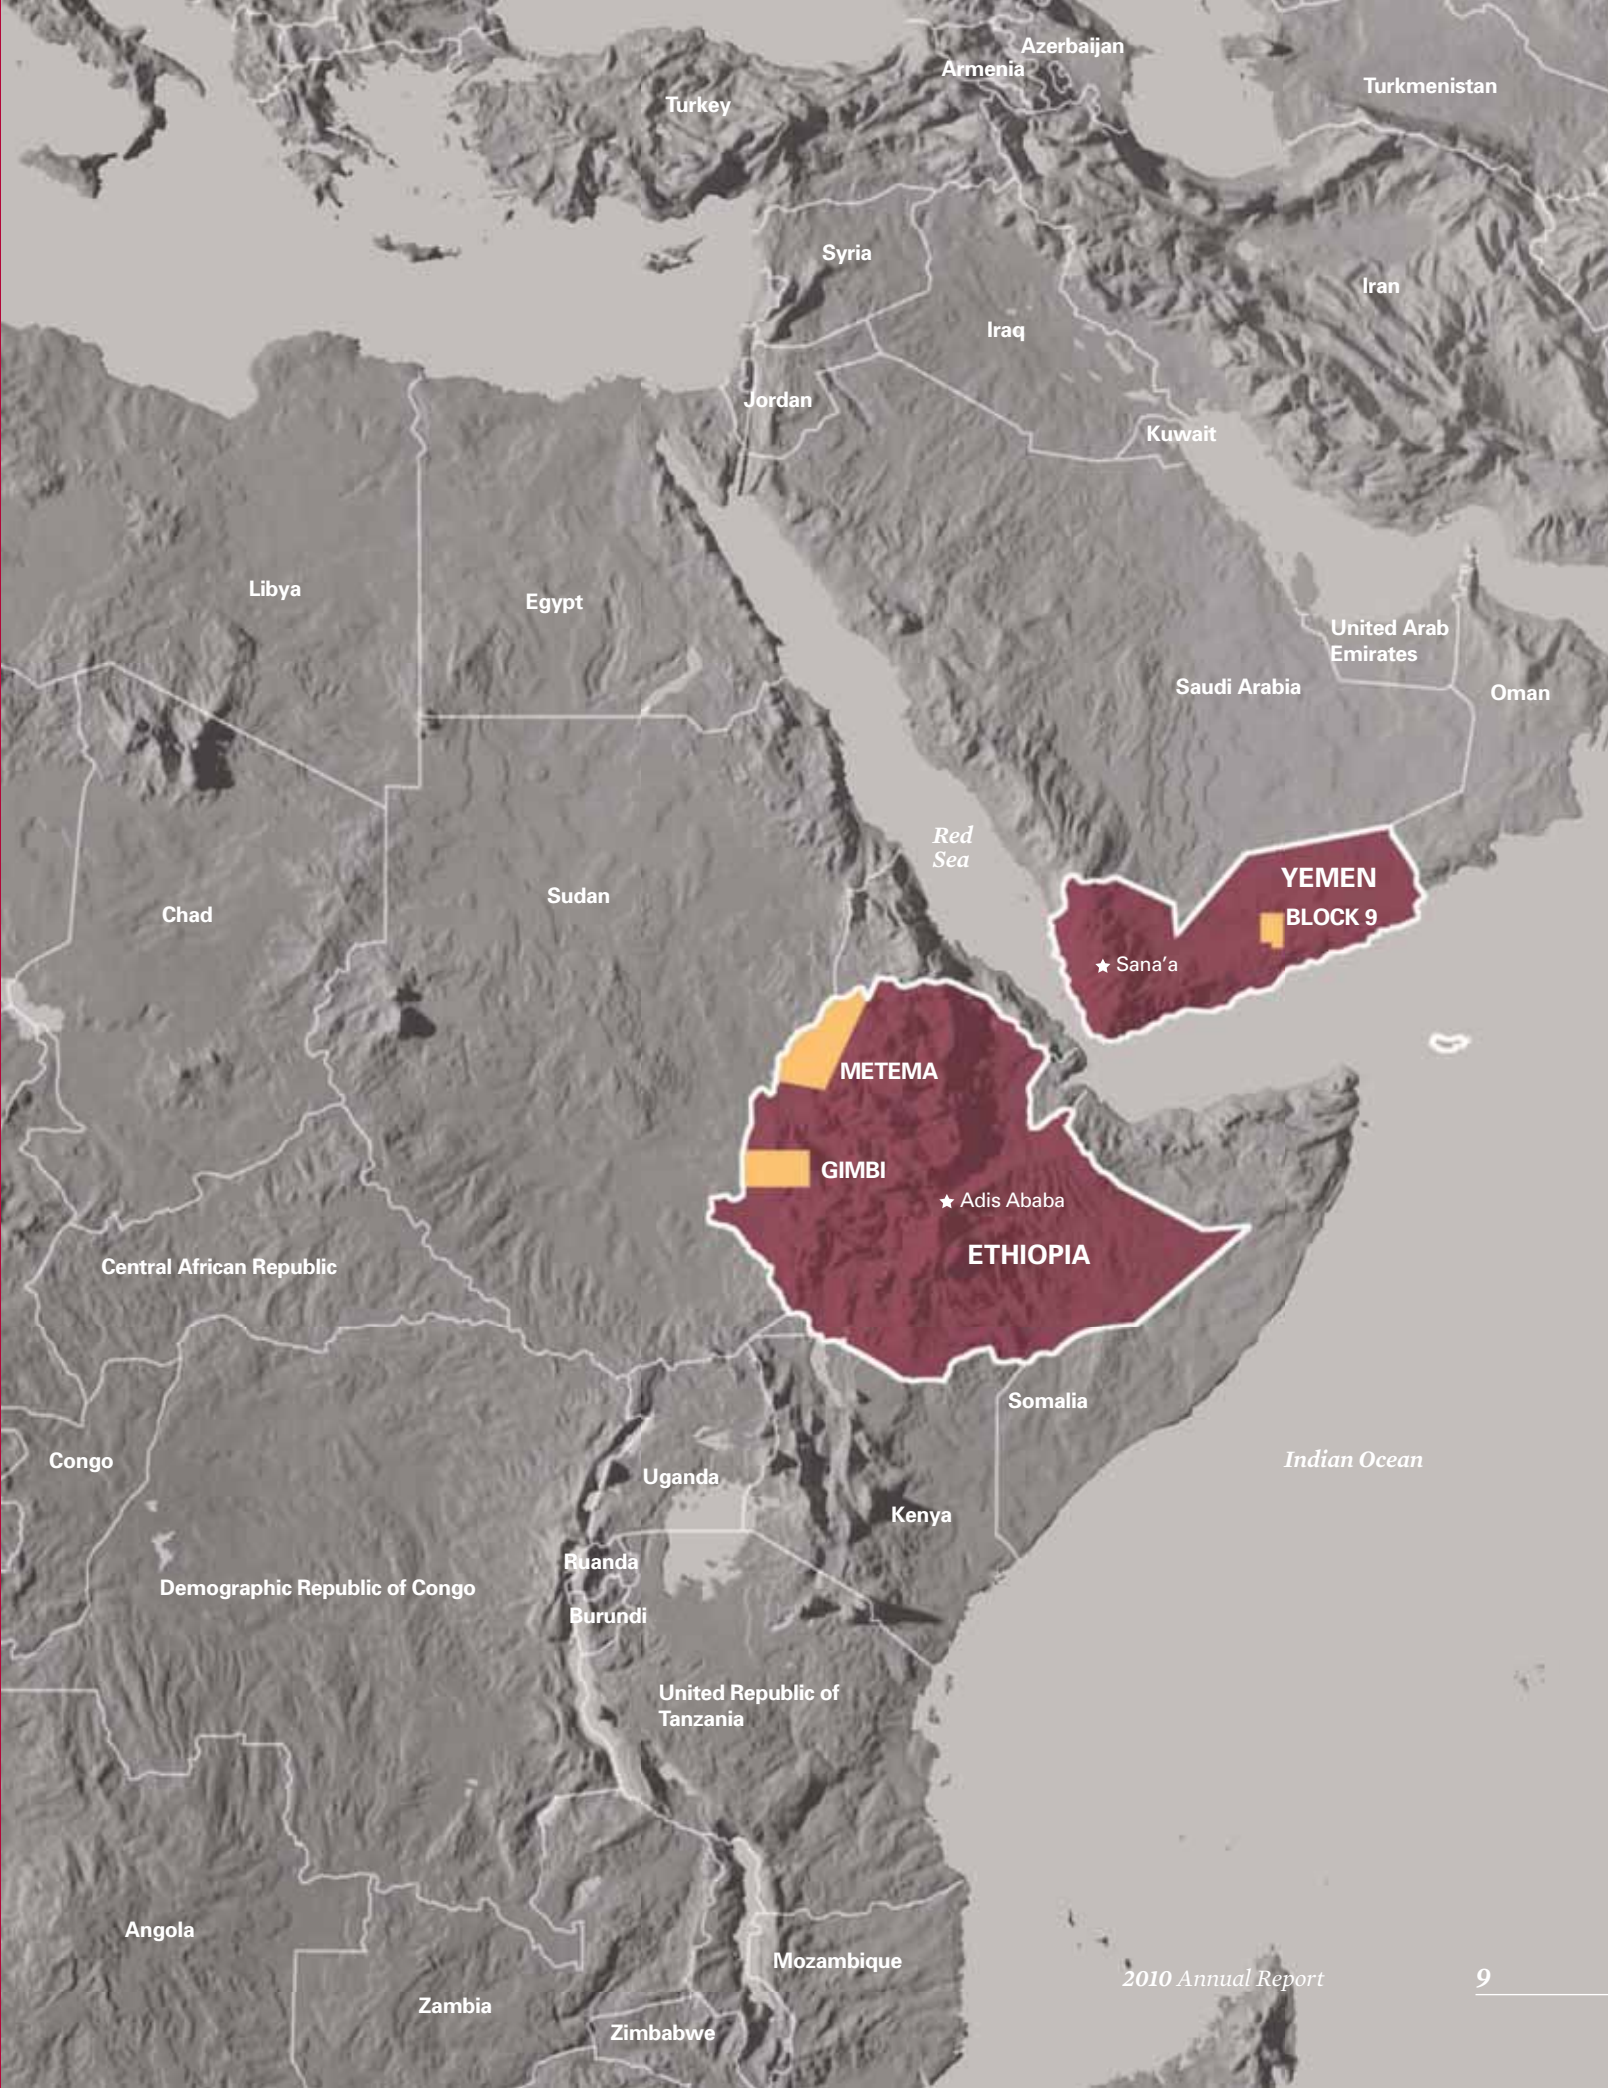 Azerbaijan
Armenia
Turkmenistan
Turkey
Syria
Iran
Iraq
Jordan
Kuwait
Libya
Egypt
United Arab
Emirates
Saudi Arabia
Oman
Red
Sea
YEMEN
BLOCK 9
Sudan
Chad
★ Sana'a
METEMA
GIMBI
★ Adis Ababa
ETHIOPIA
Central African Republic
Somalia
Congo
Indian Ocean
Uganda
Kenya
Ruanda
Demographic Republic of Congo
Burundi
United Republic of
Tanzania
Angola
Mozambique
Zambia
Zimbabwe
2010 Annual Report 9